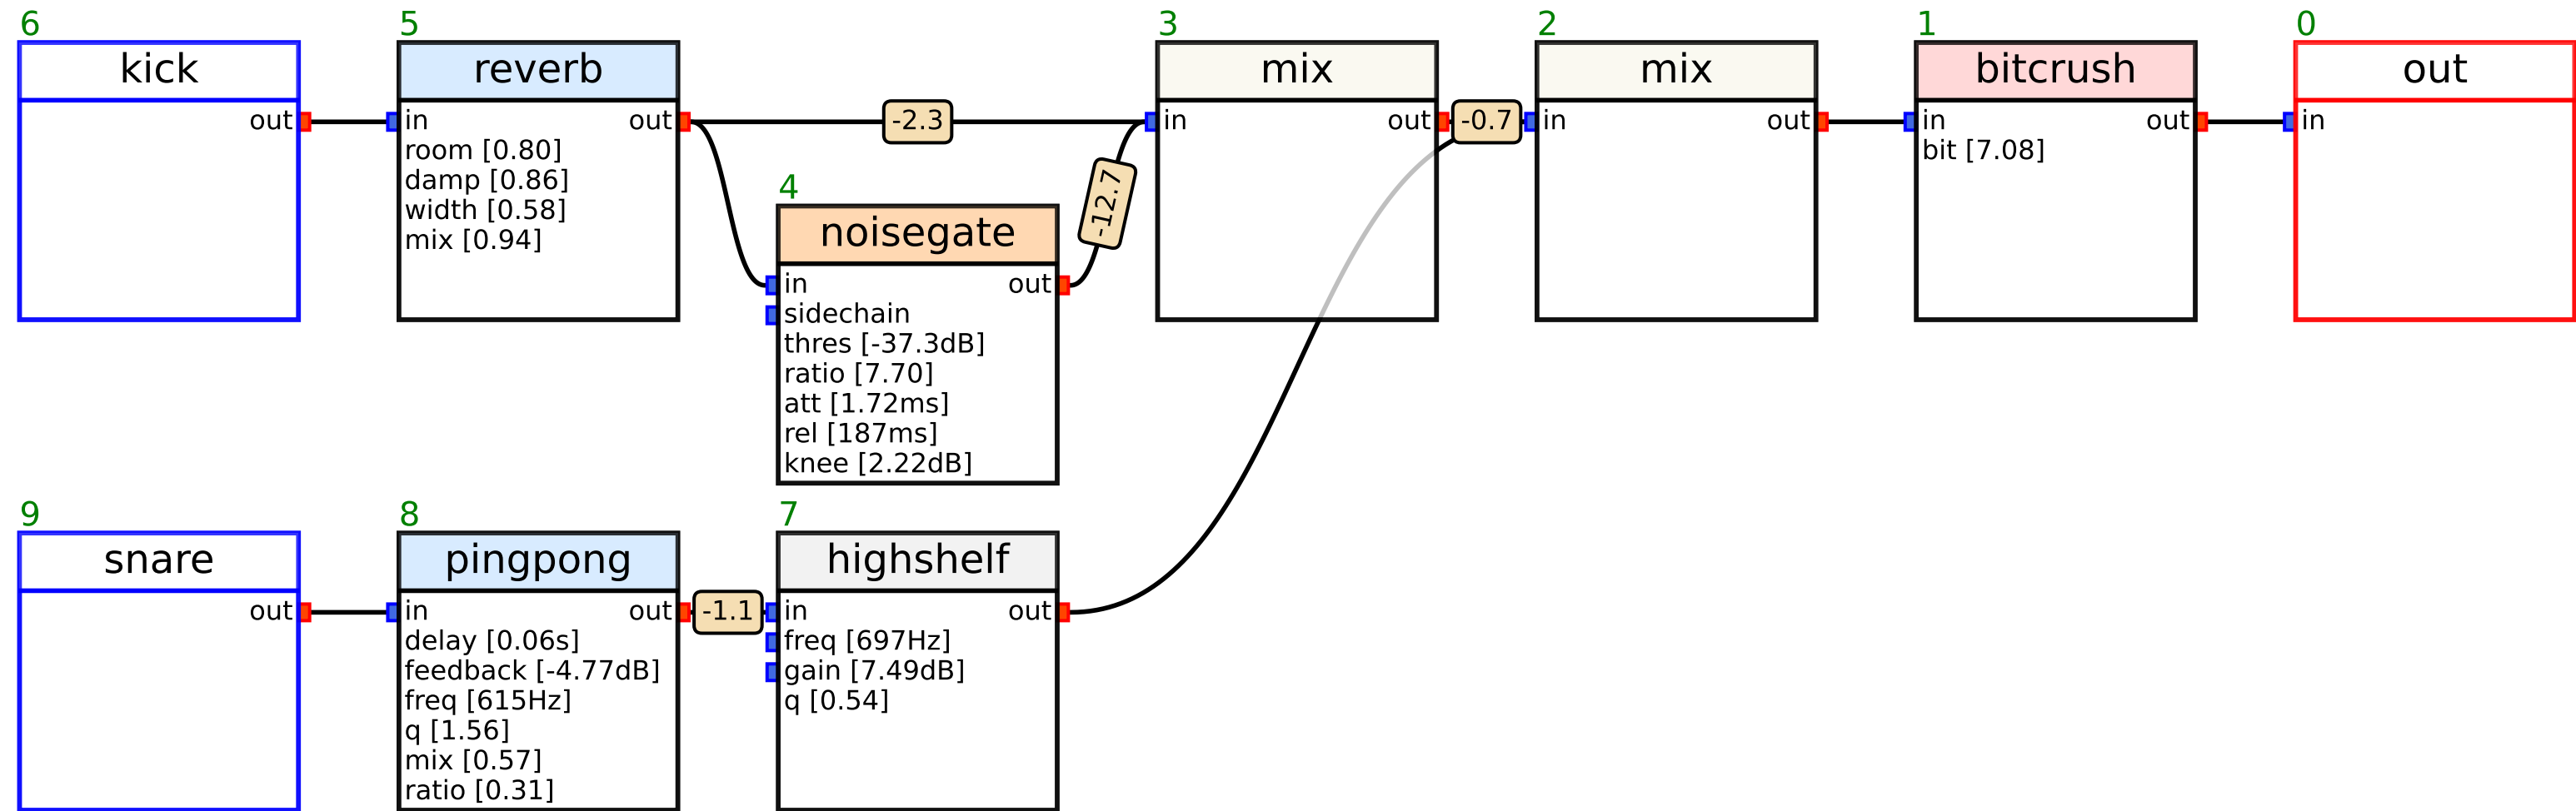 6
kick
out
5
reverb
in
out
room [0.80]
damp [0.86]
width [0.58]
mix [0.94]
-2.3
4
noisegate
in
out
sidechain
thres [-37.3dB]
ratio [7.70]
att [1.72ms]
rel [187ms]
knee [2.22dB]
-12.7
3
mix
in
out
-0.7
2
mix
in
out
1
bitcrush
in
out
bit [7.08]
0
out
in
9
snare
out
8
pingpong
in
out
delay [0.06s]
feedback [-4.77dB]
freq [615Hz]
q [1.56]
mix [0.57]
ratio [0.31]
-1.1
7
highshelf
in
out
freq [697Hz]
gain [7.49dB]
q [0.54]